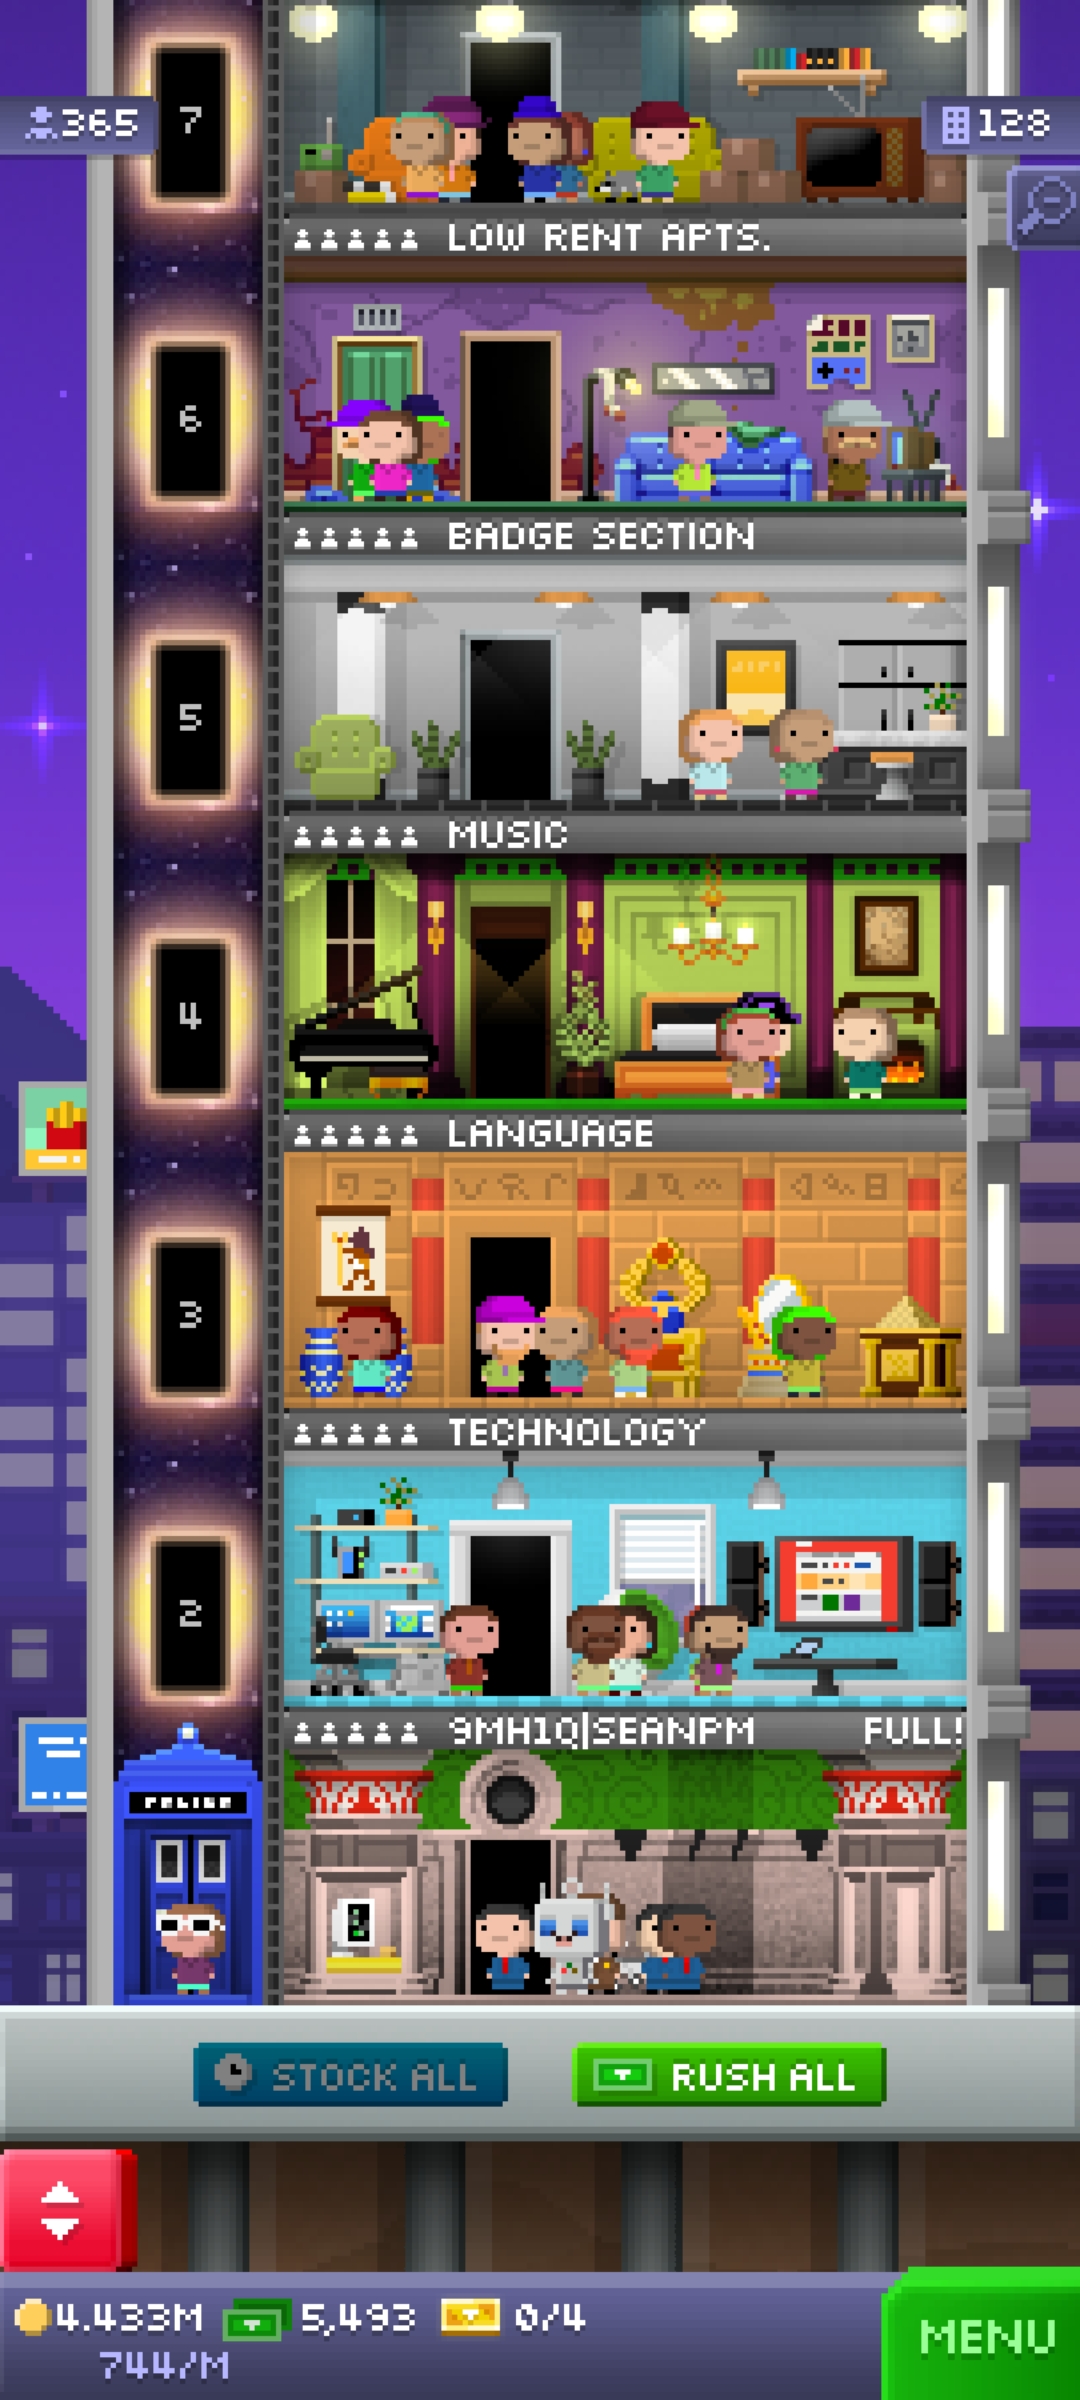 7
365
128
LOW RENT APTS.
6
BADGE SECTION
5
MUSIC
4
LANGUAGE
3
TECHNOLOGY
2
9MH1Q|SEANPM FULL!
POLICE
STOCK ALL
RUSH ALL
4.433M 5,493 0/4
744/M
MENU